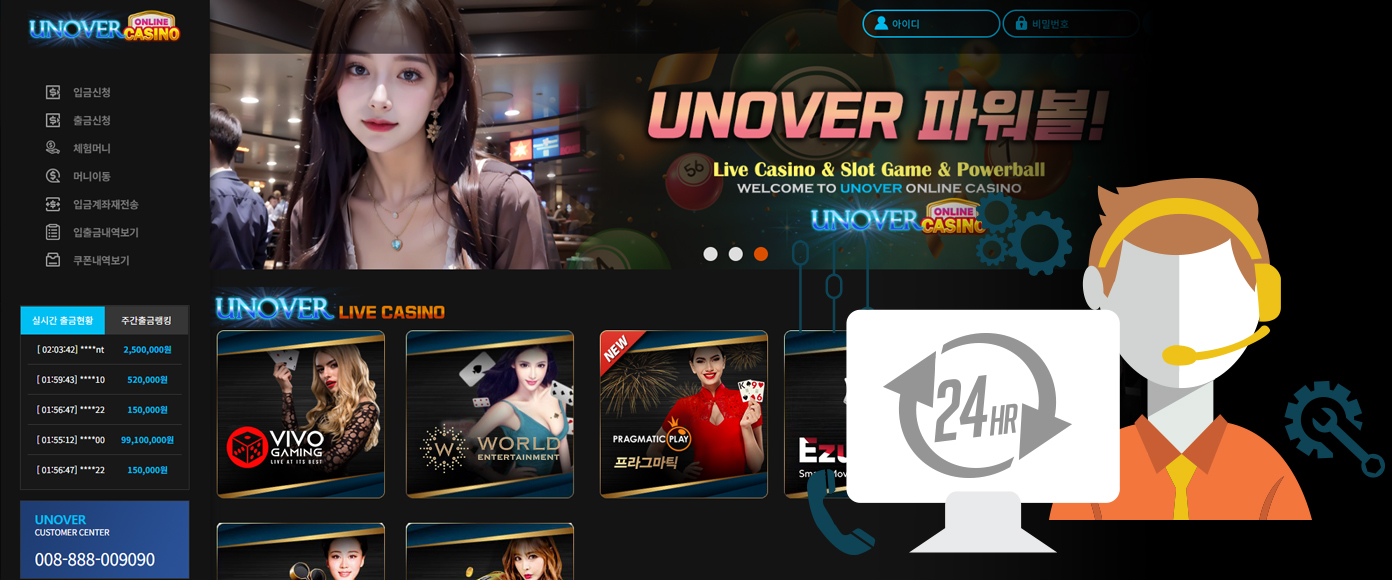 UNOVER ONLINE CASINO
아이디
비밀번호
입금신청
출금신청
체험머니
머니이동
입금계좌재전송
입출금내역보기
쿠폰내역보기
UNOVER 파워볼!
56
Live Casino & Slot Game & Powerball
WELCOME TO UNOVER ONLINE CASINO
UNOVER ONLINE CASINO
UNOVER LIVE CASINO
실시간 출금현황 주간출금랭킹
[ 02:03:42] ****nt 2,500,000원
[ 01:59:43] ****10 520,000원
[ 01:56:47] ****22 150,000원
[ 01:55:12] ****00 99,100,000원
[ 01:56:47] ****22 150,000원
VIVO
GAMING
LIVE AT ITS BEST
W
WORLD
ENTERTAINMENT
NEW
K 9 6
PRAGMATIC PLAY
프라그마틱
Ezu
24HR
UNOVER
CUSTOMER CENTER
008-888-009090